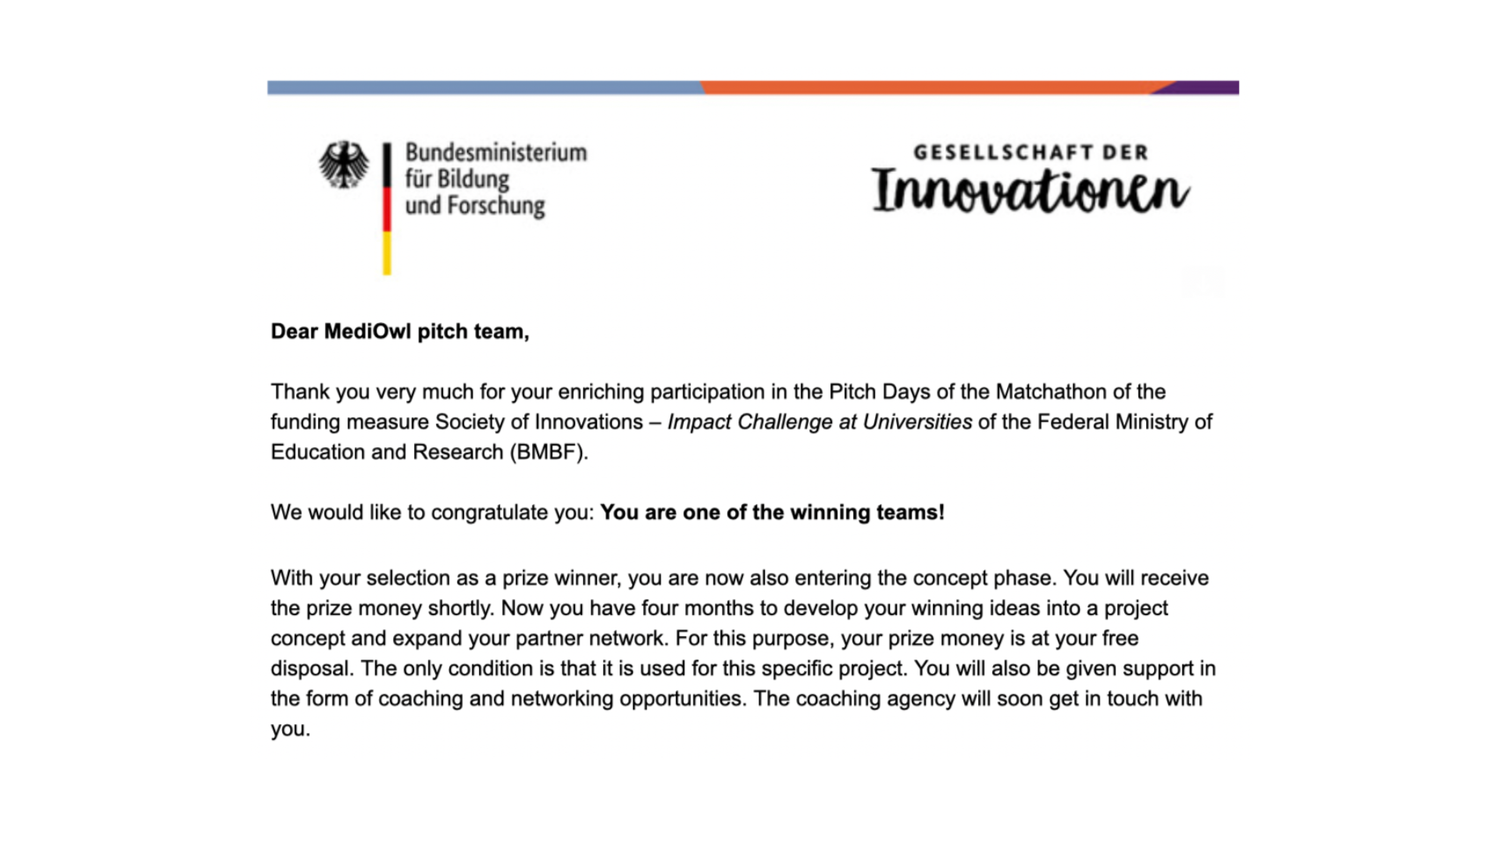 Bundesministerium
für Bildung
und Forschung
GESELLSCHAFT DER
Innovationen
Dear MediOwl pitch team,
Thank you very much for your enriching participation in the Pitch Days of the Matchathon of the
funding measure Society of Innovations – Impact Challenge at Universities of the Federal Ministry of
Education and Research (BMBF).
We would like to congratulate you: You are one of the winning teams!
With your selection as a prize winner, you are now also entering the concept phase. You will receive
the prize money shortly. Now you have four months to develop your winning ideas into a project
concept and expand your partner network. For this purpose, your prize money is at your free
disposal. The only condition is that it is used for this specific project. You will also be given support in
the form of coaching and networking opportunities. The coaching agency will soon get in touch with
you.